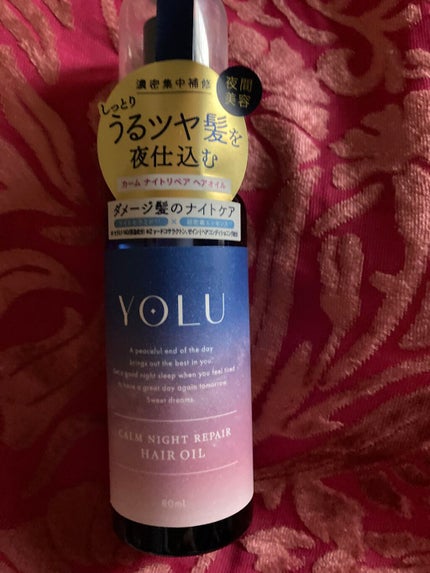 濃密集中補修
夜間
美容
しっとり
うるツヤ髪を
夜仕込む
カーム ナイトリペア ヘアオイル
ダメージ髪のナイトケア
YOLU
A peaceful end of the day
brings out the best in you.
good night sleep when you feel tired
have a great day again tomorrow.
Sweet dreams.
CALM NIGHT REPAIR
HAIR OIL
80ml